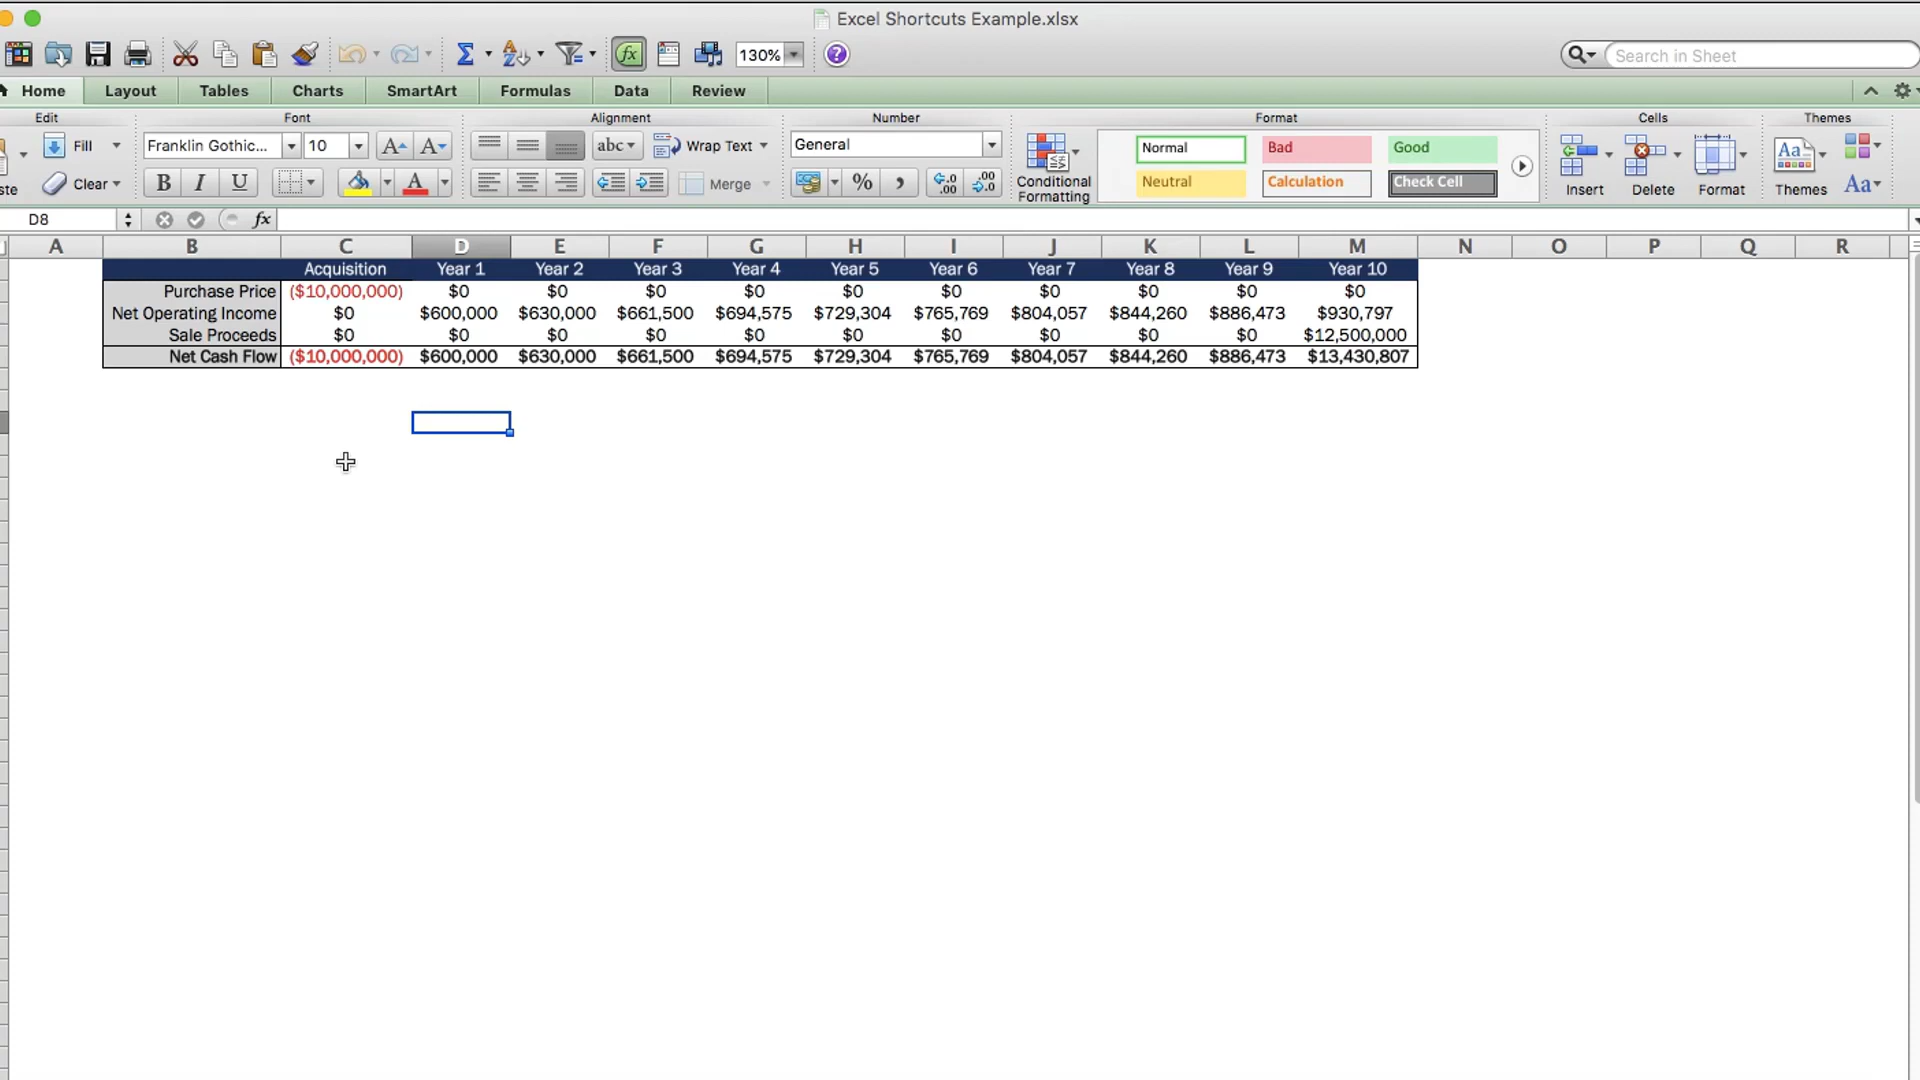 Excel Shortcuts Example.xlsx
130%
Search in Sheet
Home Layout Tables Charts SmartArt Formulas Data Review
Edit Font Alignment Number Format Cells Themes
Fill Franklin Gothic... 10 abc Wrap Text General Normal Bad Good
ste Clear B I U A Merge % , .0 .00 .00 .0 Conditional Formatting Neutral Calculation Check Cell Insert Delete Format Themes Aa
D8 fx
A B C D E F G H I J K L M N O P Q R
Acquisition Year 1 Year 2 Year 3 Year 4 Year 5 Year 6 Year 7 Year 8 Year 9 Year 10
Purchase Price ($10,000,000) $0 $0 $0 $0 $0 $0 $0 $0 $0 $0
Net Operating Income $0 $600,000 $630,000 $661,500 $694,575 $729,304 $765,769 $804,057 $844,260 $886,473 $930,797
Sale Proceeds $0 $0 $0 $0 $0 $0 $0 $0 $0 $0 $12,500,000
Net Cash Flow ($10,000,000) $600,000 $630,000 $661,500 $694,575 $729,304 $765,769 $804,057 $844,260 $886,473 $13,430,807